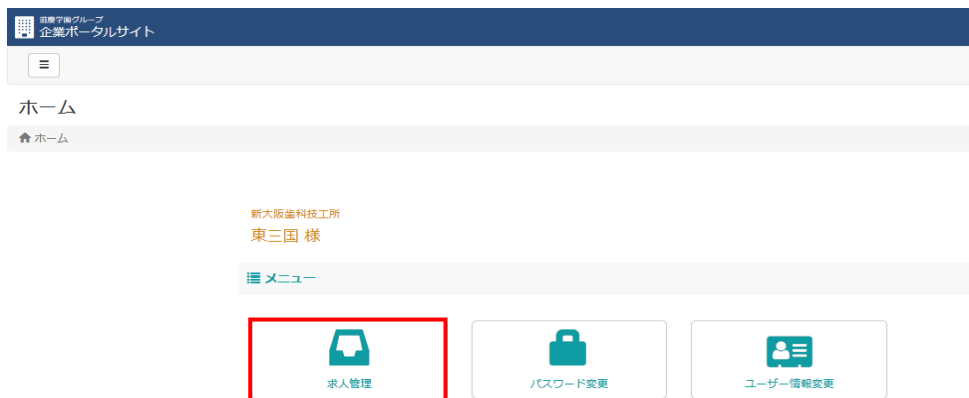 滋慶学園グループ
企業ポータルサイト
ホーム
ホーム
新大阪歯科技工所
東三国 様
メニュー
求人管理
パスワード変更
ユーザー情報変更